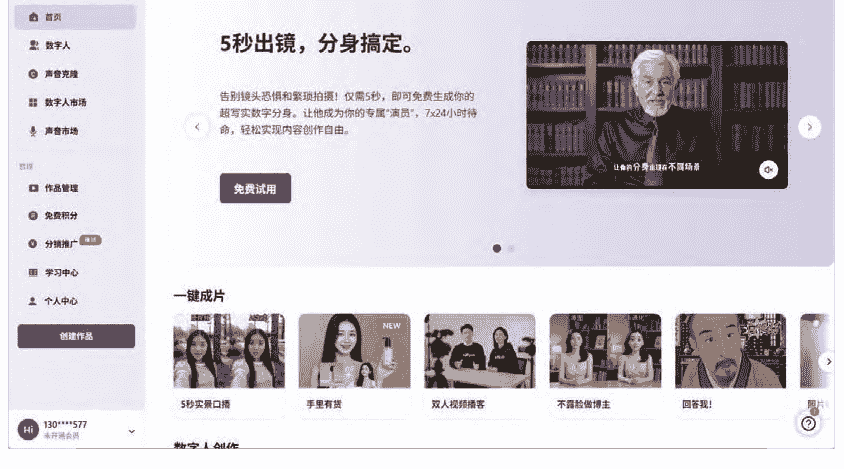 首页
数字人
声音克隆
数字人市场
声音市场
管理
作品管理
免费积分
分销推广
学习中心
个人中心
创建作品
Hi
130****577
未开通会员
5秒出镜，分身搞定。
告别镜头恐惧和繁琐拍摄！仅需5秒，即可免费生成你的
超写实数字分身。让他成为你的专属“演员”，7x24小时待
命，轻松实现内容创作自由。
免费试用
让你的分身出现在不同场景
一键成片
NEW
5秒实景口播
手里有货
双人视频播客
不露脸做博主
回答我！
照片
数字人创作